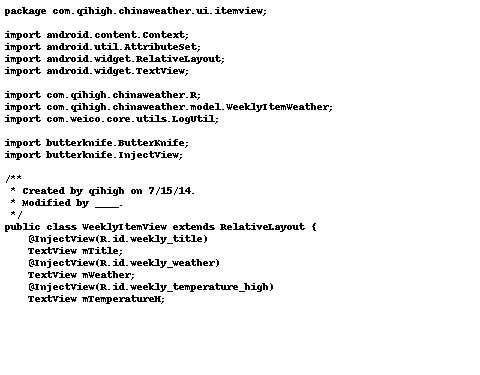 package com.qihigh.chinaweather.ui.itemview;

import android.content.Context;
import android.util.AttributeSet;
import android.widget.RelativeLayout;
import android.widget.TextView;

import com.qihigh.chinaweather.R;
import com.qihigh.chinaweather.model.WeeklyItemWeather;
import com.weico.core.utils.LogUtil;

import butterknife.ButterKnife;
import butterknife.InjectView;

/**
 * Created by qihigh on 7/15/14.
 * Modified by ____.
 */
public class WeeklyItemView extends RelativeLayout {
    @InjectView(R.id.weekly_title)
    TextView mTitle;
    @InjectView(R.id.weekly_weather)
    TextView mWeather;
    @InjectView(R.id.weekly_temperature_high)
    TextView mTemperatureH;